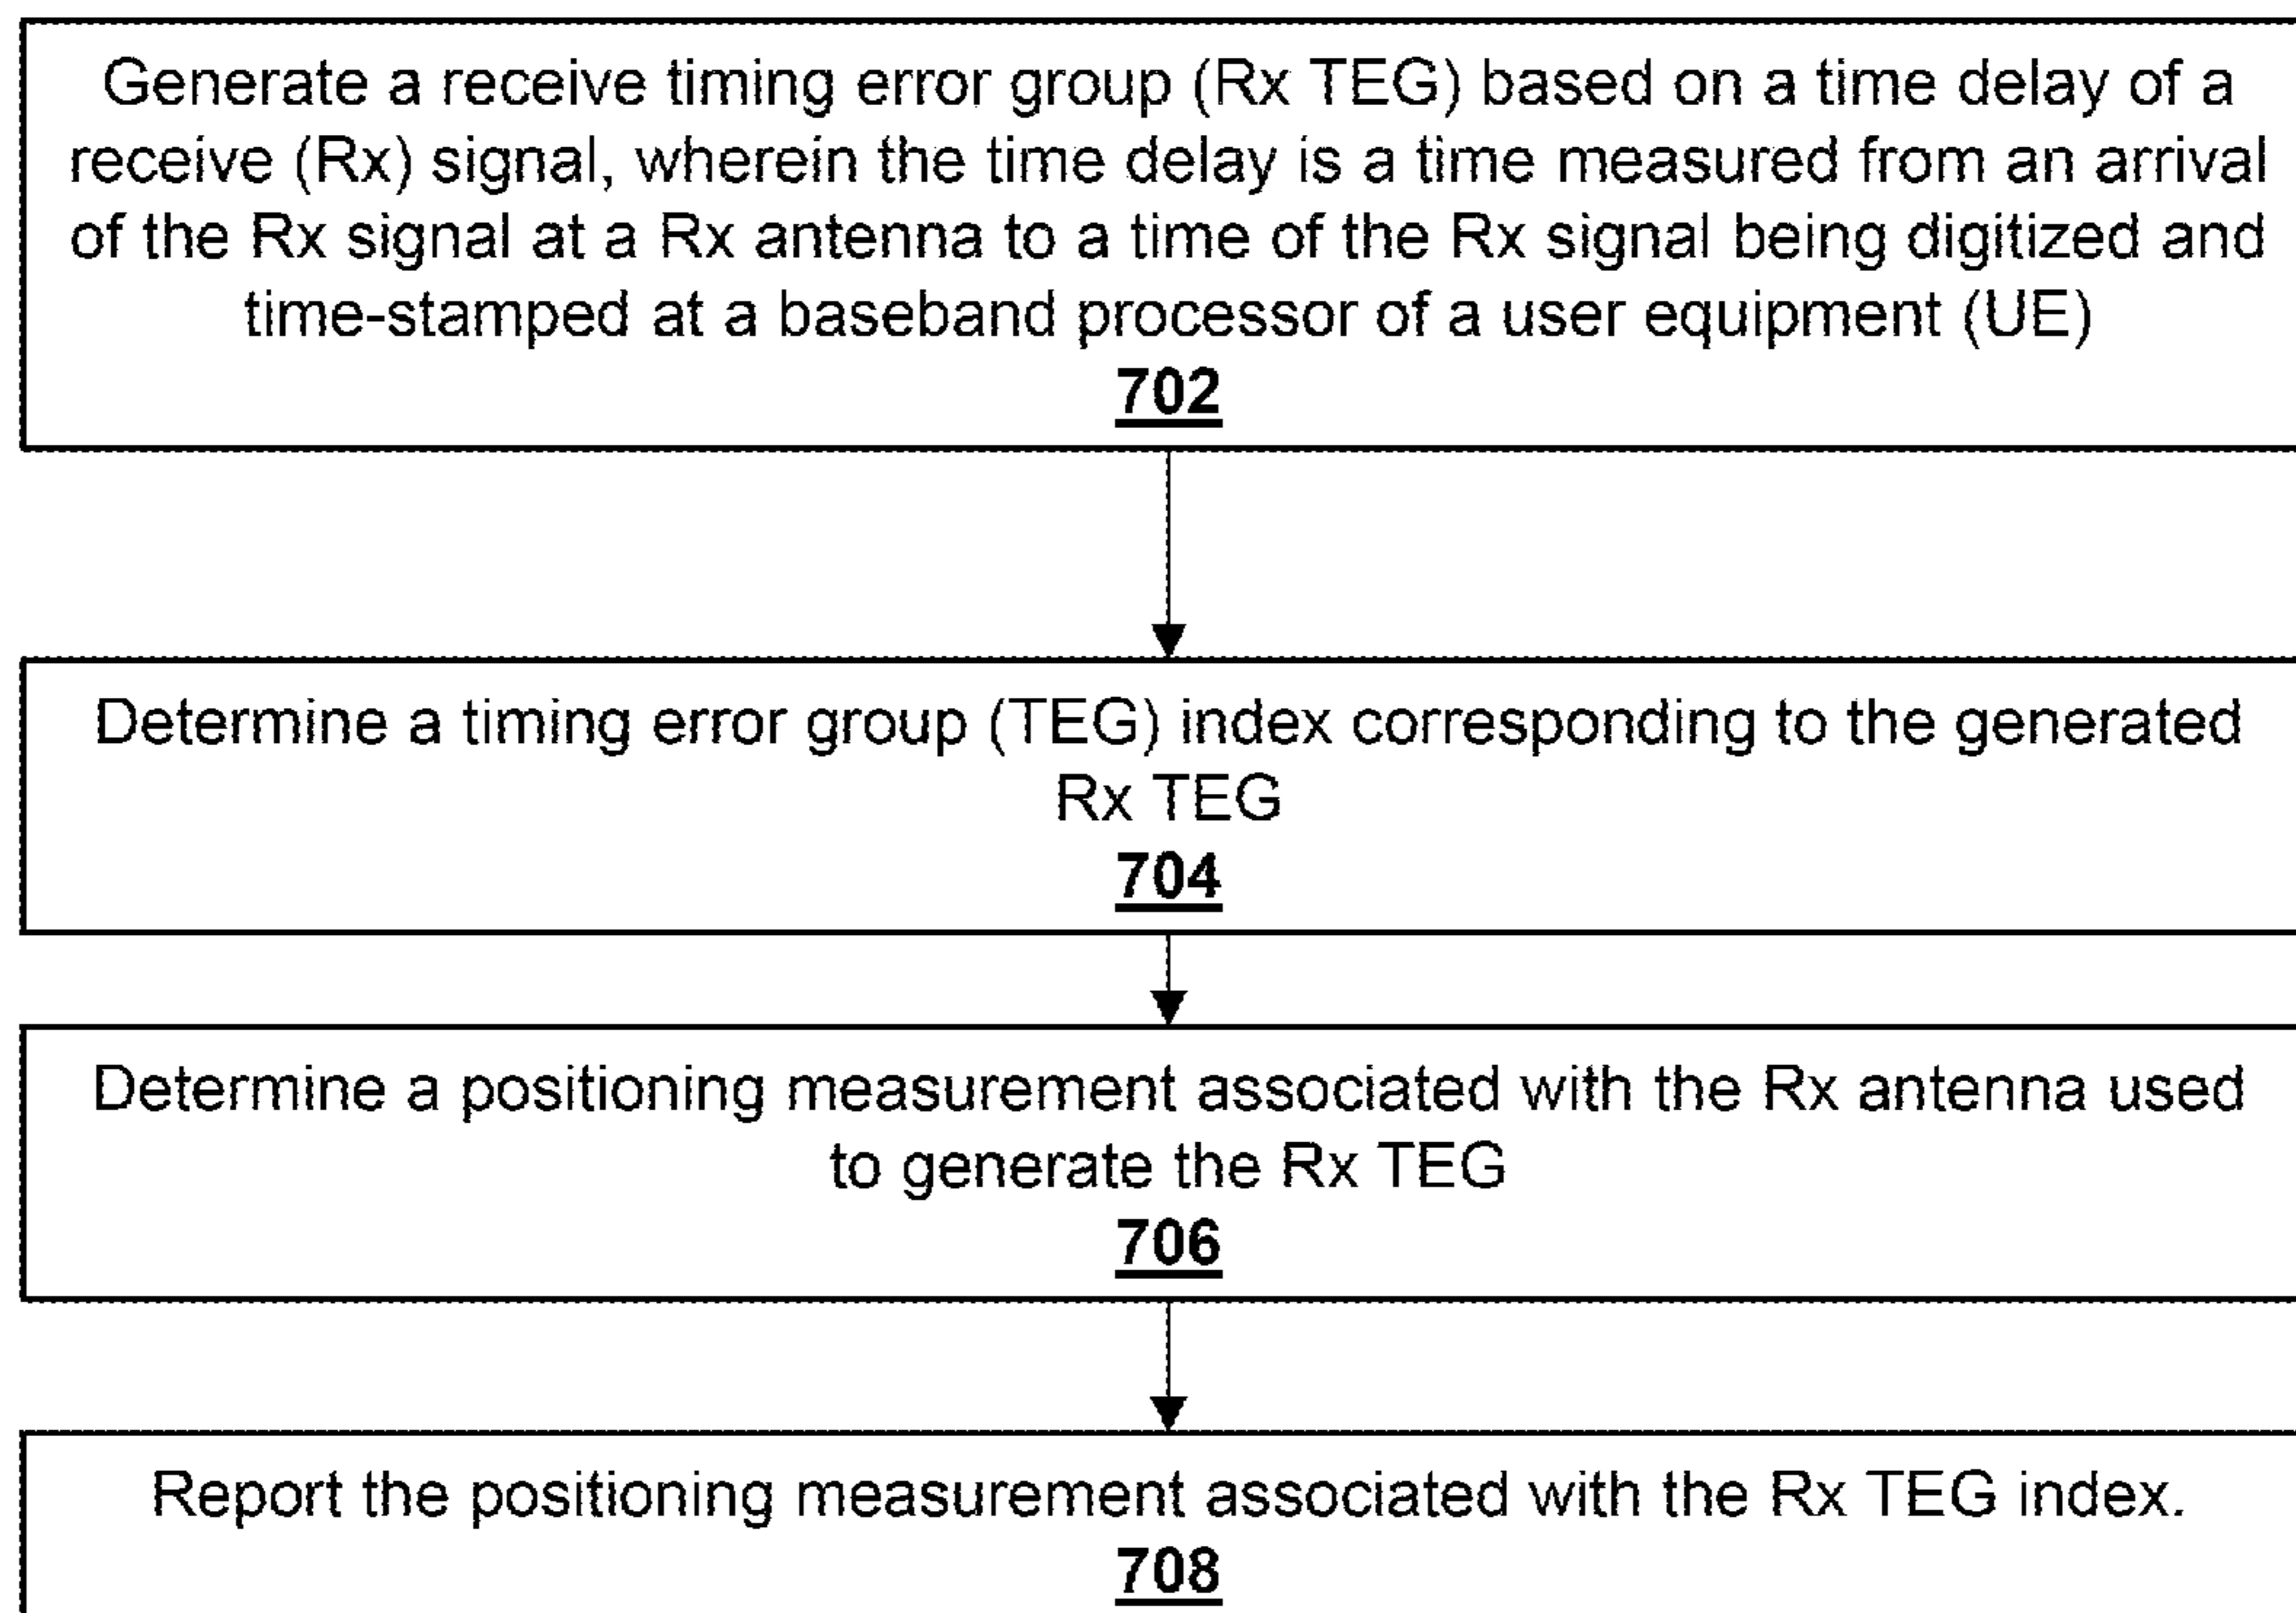 Generate a receive timing error group (Rx TEG) based on a time delay of a
receive (Rx) signal, wherein the time delay is a time measured from an arrival
of the Rx signal at a Rx antenna to a time of the Rx signal being digitized and
time-stamped at a baseband processor of a user equipment (UE)
702
Determine a timing error group (TEG) index corresponding to the generated
Rx TEG
704
Determine a positioning measurement associated with the Rx antenna used
to generate the Rx TEG
706
Report the positioning measurement associated with the Rx TEG index.
708